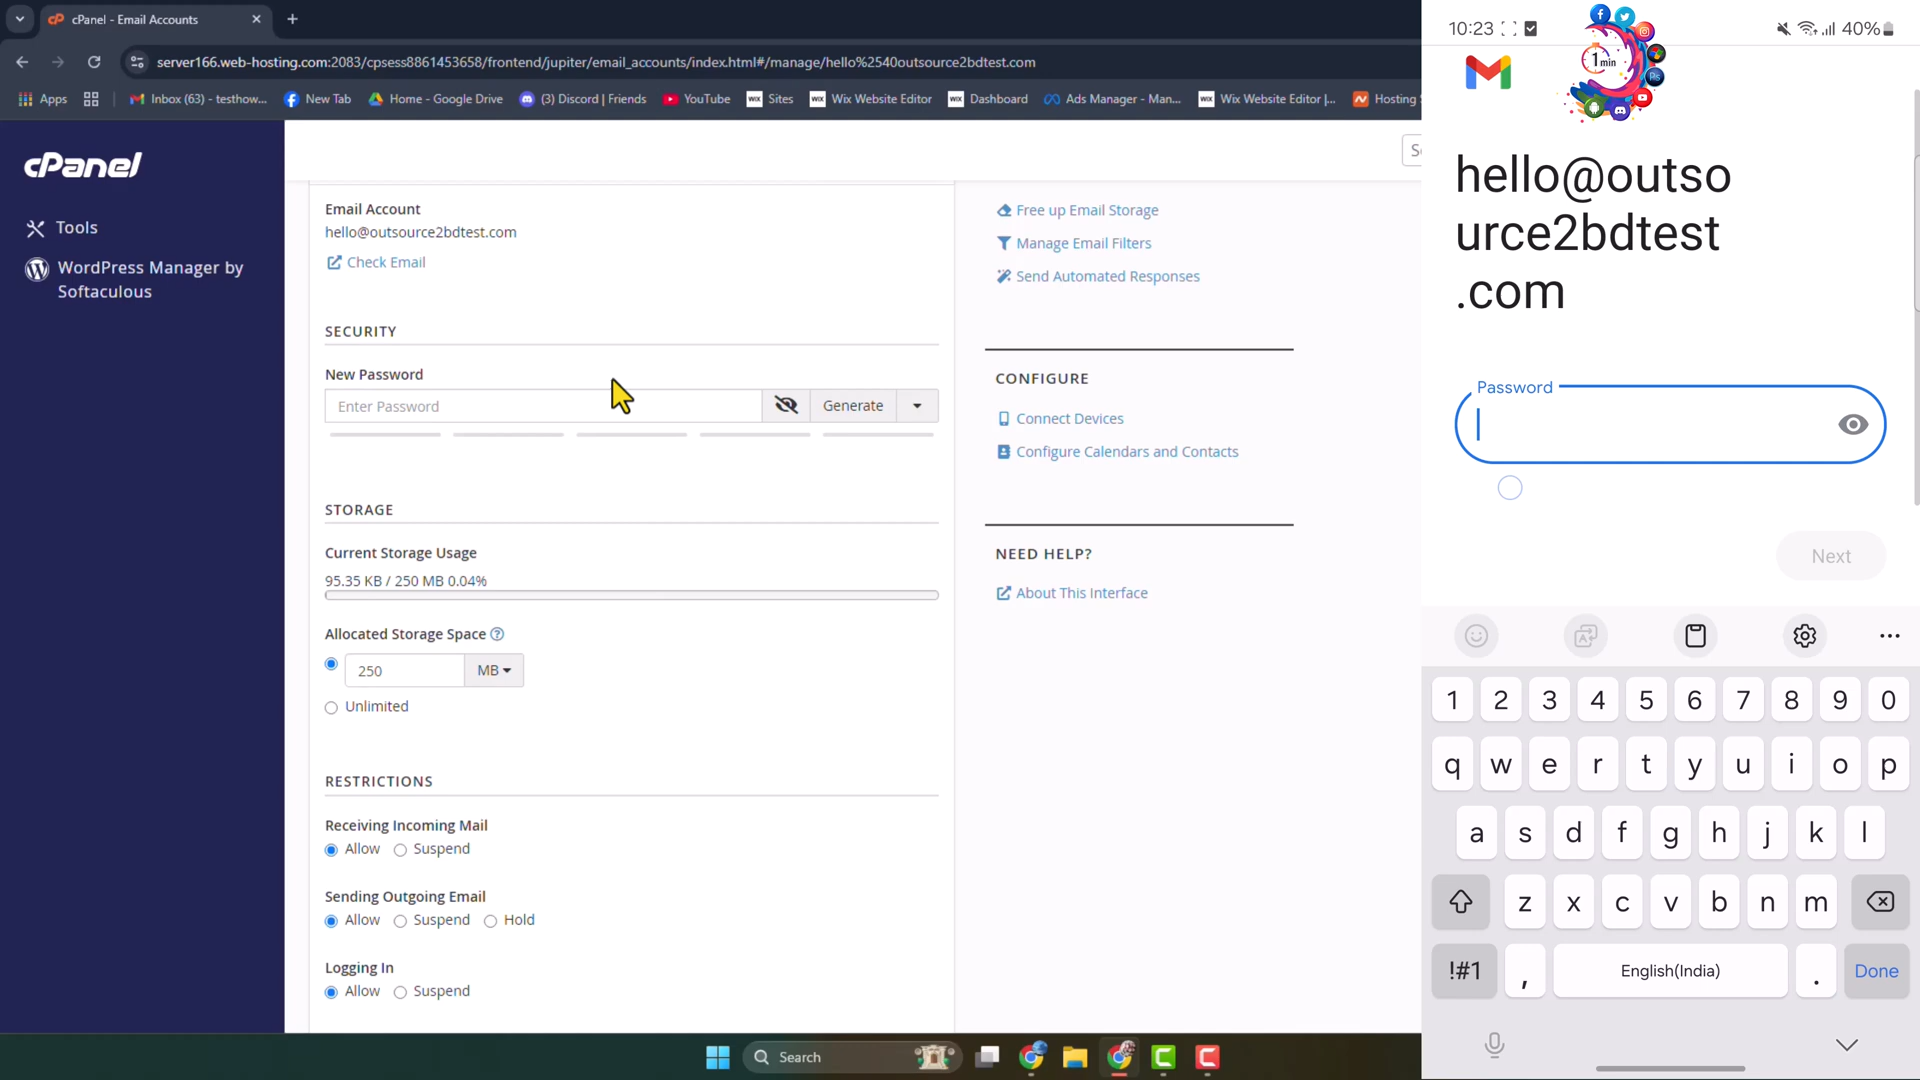 cPanel - Email Accounts
server166.web-hosting.com:2083/cpsess8861453658/frontend/jupiter/email_accounts/index.html#/manage/hello%2540outsource2bdtest.com
Apps
Inbox (63) - testhow...
New Tab
Home - Google Drive
(3) Discord | Friends
YouTube
WIX Sites
WIX Wix Website Editor
WIX Dashboard
Ads Manager - Man...
WIX Wix Website Editor |...
Hosting
cPanel
Tools
WordPress Manager by
Softaculous
Email Account
hello@outsource2bdtest.com
Check Email
SECURITY
New Password
Enter Password
Generate
STORAGE
Current Storage Usage
95.35 KB / 250 MB 0.04%
Allocated Storage Space
250
MB
Unlimited
RESTRICTIONS
Receiving Incoming Mail
Allow Suspend
Sending Outgoing Email
Allow Suspend Hold
Logging In
Allow Suspend
Free up Email Storage
Manage Email Filters
Send Automated Responses
CONFIGURE
Connect Devices
Configure Calendars and Contacts
NEED HELP?
About This Interface
Search
10:23
40%
1min
Ps
hello@outso
urce2bdtest
.com
Password
Next
1 2 3 4 5 6 7 8 9 0
q w e r t y u i o p
a s d f g h j k l
z x c v b n m
!#1 , English(India) . Done